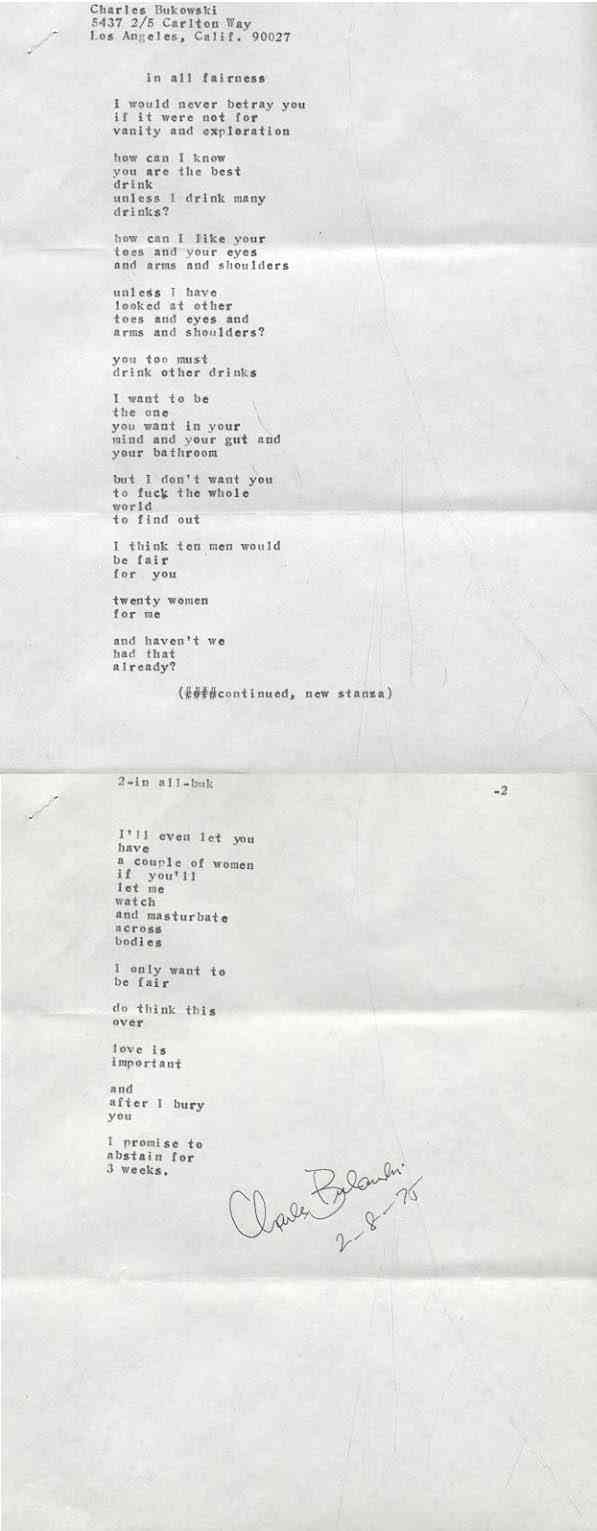 Charles Bukowski
5437 2/5 Carlton Way
Los Angeles, Calif. 90027
in all fairness
I would never betray you
if it were not for
vanity and exploration
how can I know
you are the best
drink
unless I drink many
drinks?
how can I like your
toes and your eyes
and arms and shoulders
unless I have
looked at other
toes and eyes and
arms and shoulders?
you too must
drink other drinks
I want to be
the one
you want in your
mind and your gut and
your bathroom
but I don't want you
to fuck the whole
world
to find out
I think ten men would
be fair
for you
twenty women
for me
and haven't we
had that
already?
(continued, new stanza)
2-in all-buk
-2
I'll even let you
have
a couple of women
if you'll
let me
watch
and masturbate
across
bodies
I only want to
be fair
do think this
over
love is
important
and
after I bury
you
I promise to
abstain for
3 weeks.
Charles Bukowski
2-8-75